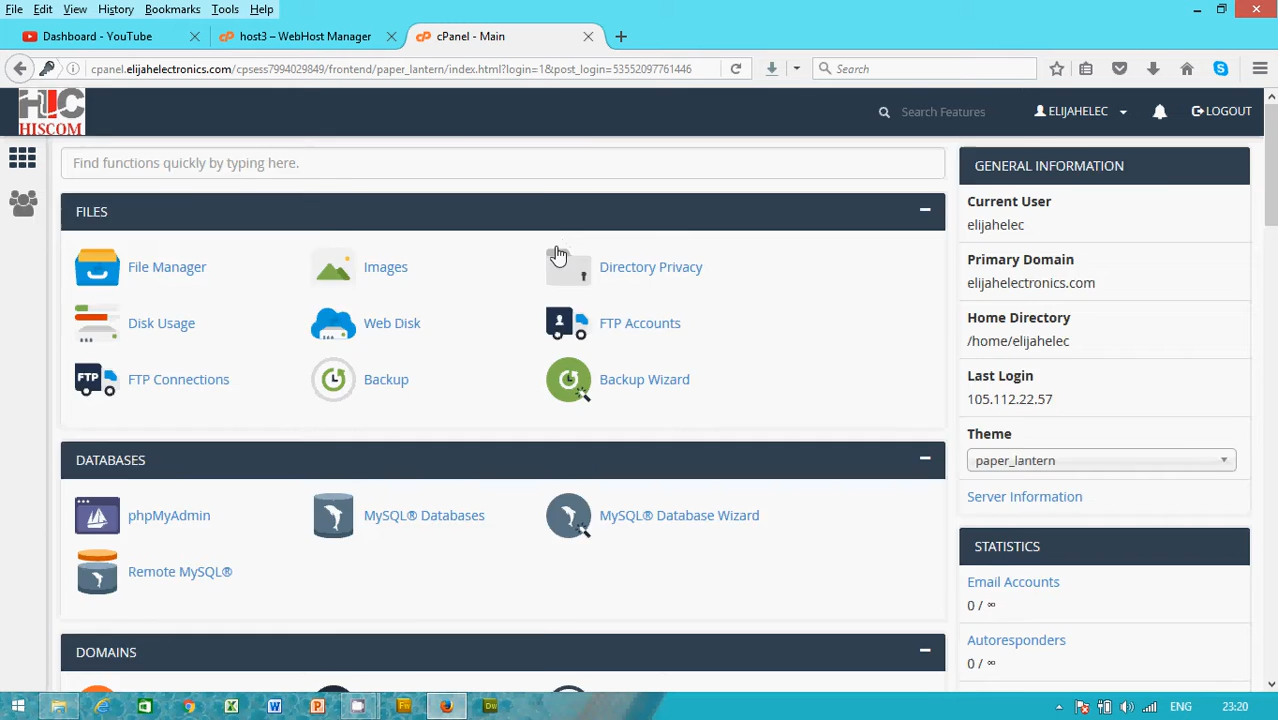 File Edit View History Bookmarks Tools Help
Dashboard - YouTube
host3 – WebHost Manager
cPanel - Main
cpanel.elijahelectronics.com/cpsess7994029849/frontend/paper_lantern/index.html?login=1&post_login=53552097761446
Search
HIC
HISCOM
Search Features
ELIJAHELEC
LOGOUT
Find functions quickly by typing here.
FILES
File Manager
Images
Directory Privacy
Disk Usage
Web Disk
FTP Accounts
FTP
FTP Connections
Backup
Backup Wizard
DATABASES
phpMyAdmin
MySQL® Databases
MySQL® Database Wizard
Remote MySQL®
DOMAINS
GENERAL INFORMATION
Current User
elijahelec
Primary Domain
elijahelectronics.com
Home Directory
/home/elijahelec
Last Login
105.112.22.57
Theme
paper_lantern
Server Information
STATISTICS
Email Accounts
0 / ∞
Autoresponders
0 / ∞
ENG
23:20